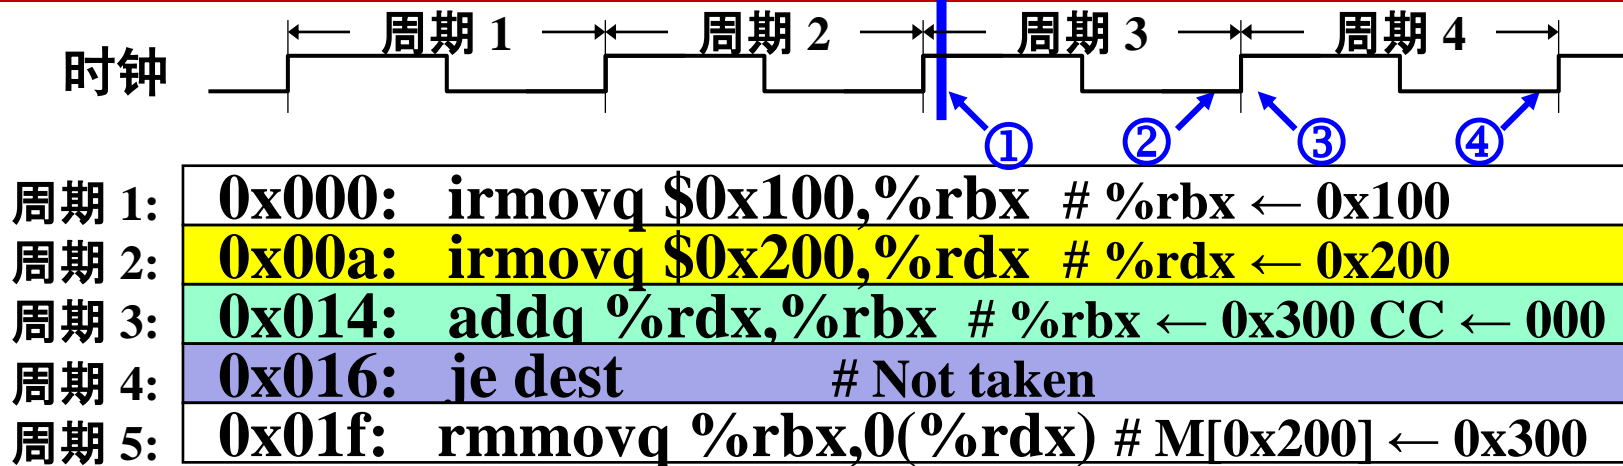 周期 1 周期 2 周期 3 周期 4
时钟
① ② ③ ④
周期 1: 0x000: irmovq $0x100,%rbx # %rbx ← 0x100
周期 2: 0x00a: irmovq $0x200,%rdx # %rdx ← 0x200
周期 3: 0x014: addq %rdx,%rbx # %rbx ← 0x300 CC ← 000
周期 4: 0x016: je dest # Not taken
周期 5: 0x01f: rmmovq %rbx,0(%rdx) # M[0x200] ← 0x300